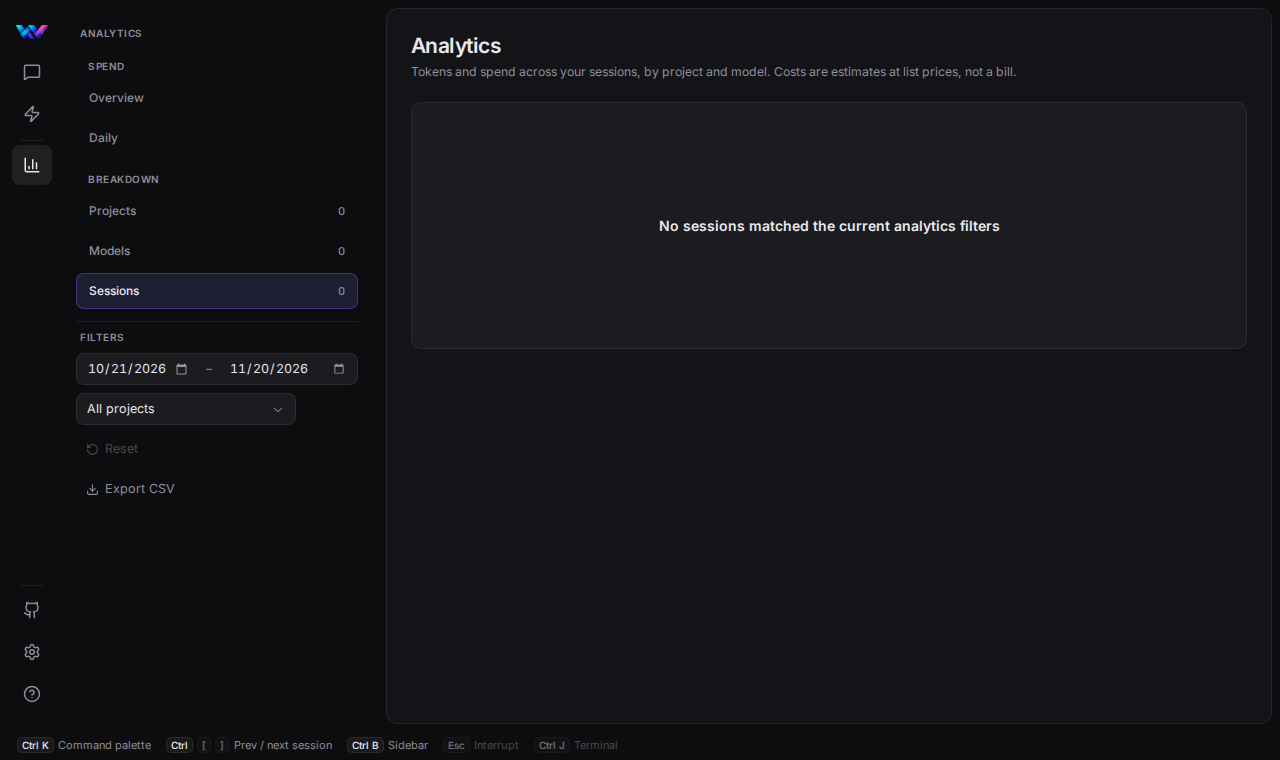 ANALYTICS
SPEND
Overview
Daily
BREAKDOWN
Projects 0
Models 0
Sessions 0
FILTERS
10/21/2026 – 11/20/2026
All projects
Reset
Export CSV
Analytics
Tokens and spend across your sessions, by project and model. Costs are estimates at list prices, not a bill.
No sessions matched the current analytics filters
Ctrl K Command palette Ctrl [ ] Prev / next session Ctrl B Sidebar Esc Interrupt Ctrl J Terminal